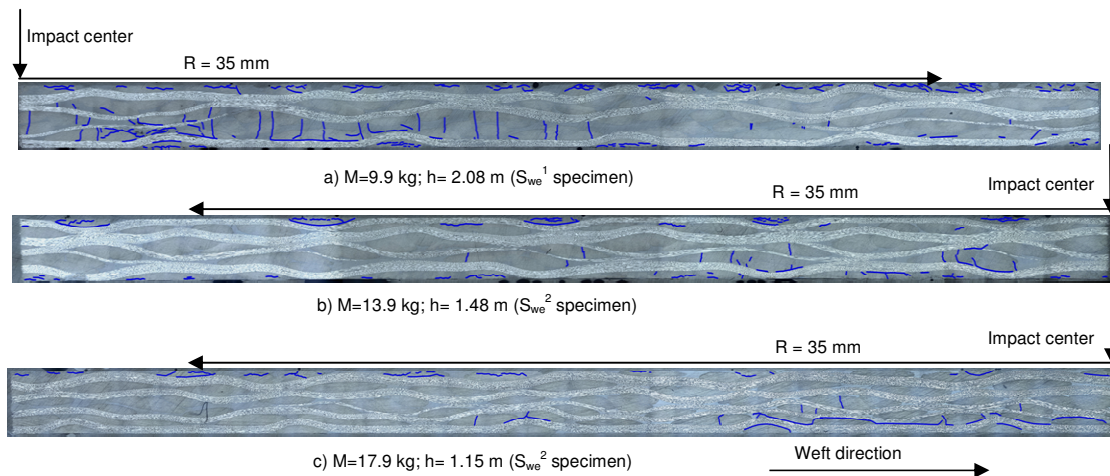 Impact center
R = 35 mm
a) M=9.9 kg; h= 2.08 m (Swe1 specimen)
Impact center
R = 35 mm
b) M=13.9 kg; h= 1.48 m (Swe2 specimen)
Impact center
R = 35 mm
c) M=17.9 kg; h= 1.15 m (Swe2 specimen)
Weft direction